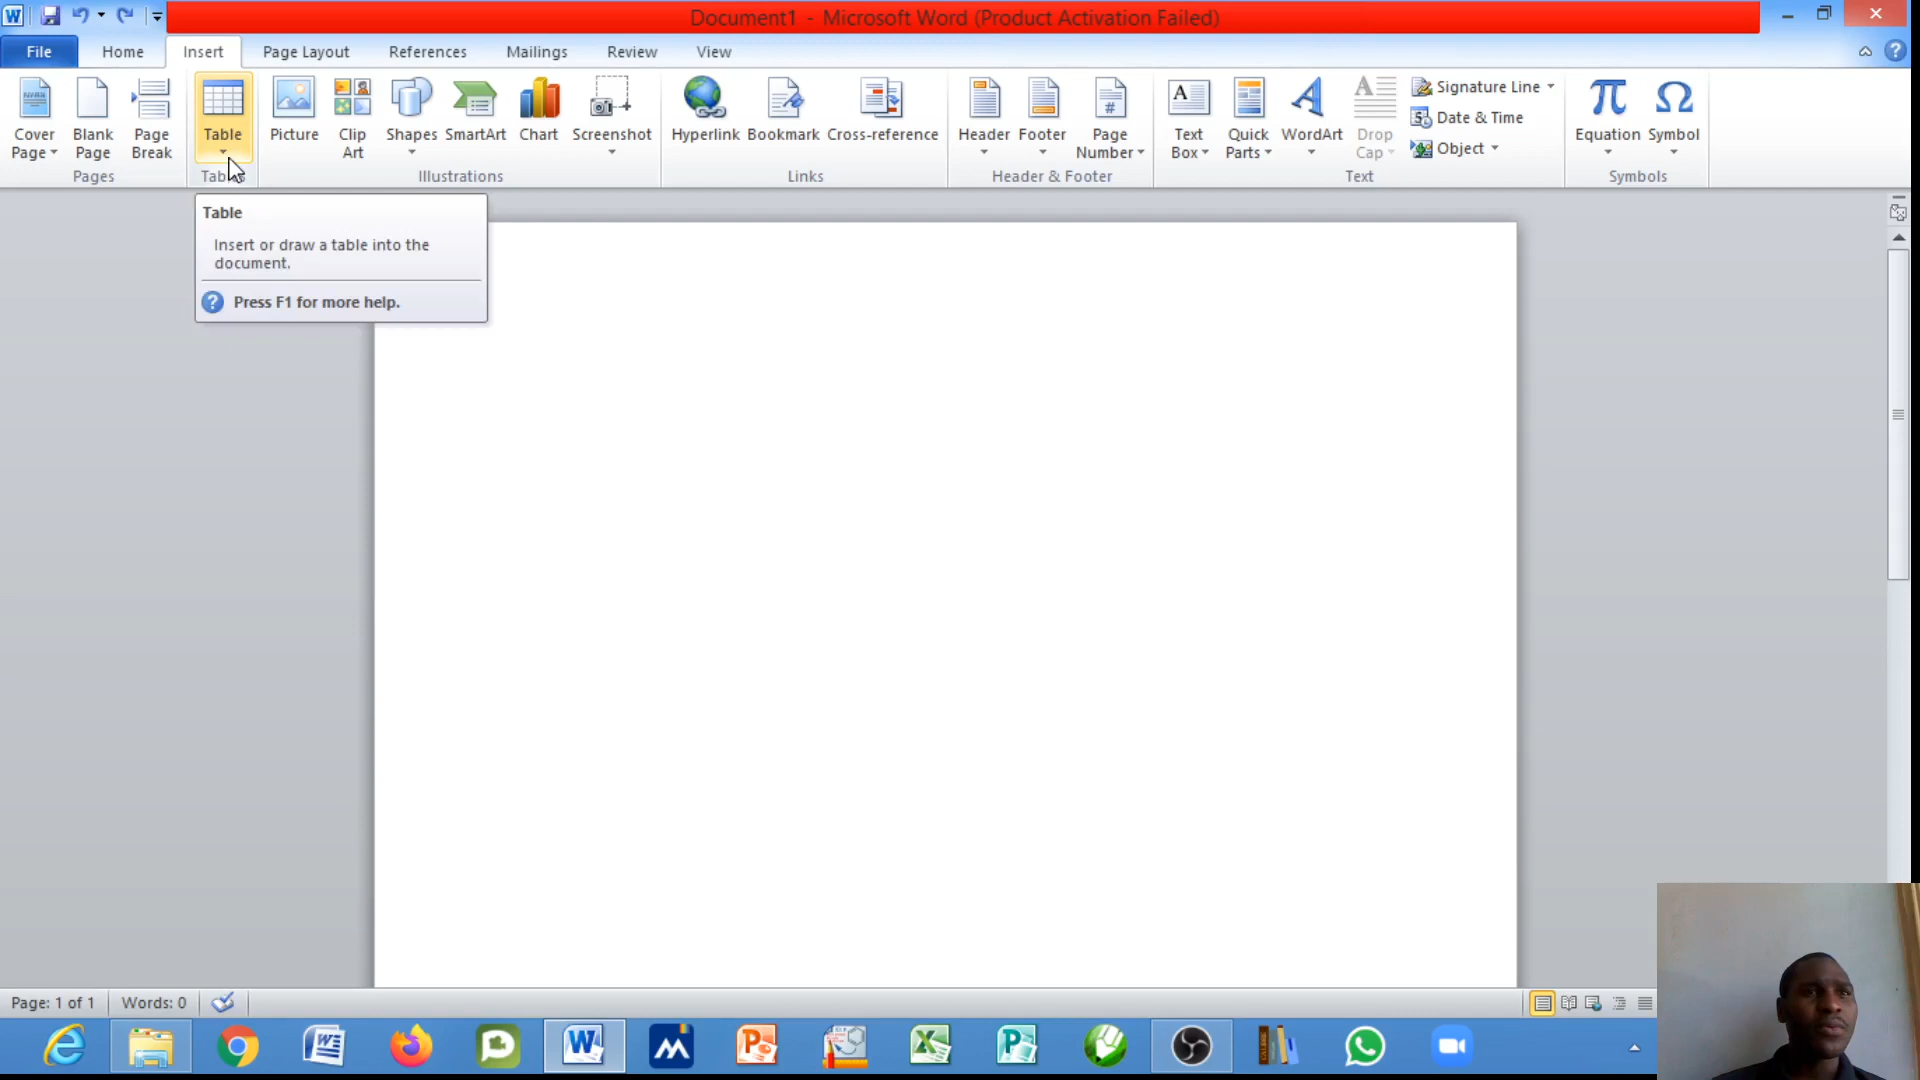 Document1 - Microsoft Word (Product Activation Failed)
File Home Insert Page Layout References Mailings Review View
Cover Page
Blank Page
Page Break
Table
Picture
Clip Art
Shapes
SmartArt
Chart
Screenshot
Hyperlink
Bookmark
Cross-reference
Header
Footer
Page Number
Text Box
Quick Parts
WordArt
Drop Cap
Signature Line
Date & Time
Object
Equation
Symbol
Pages
Illustrations
Links
Header & Footer
Text
Symbols
Table
Insert or draw a table into the
document.
Press F1 for more help.
Page: 1 of 1 Words: 0